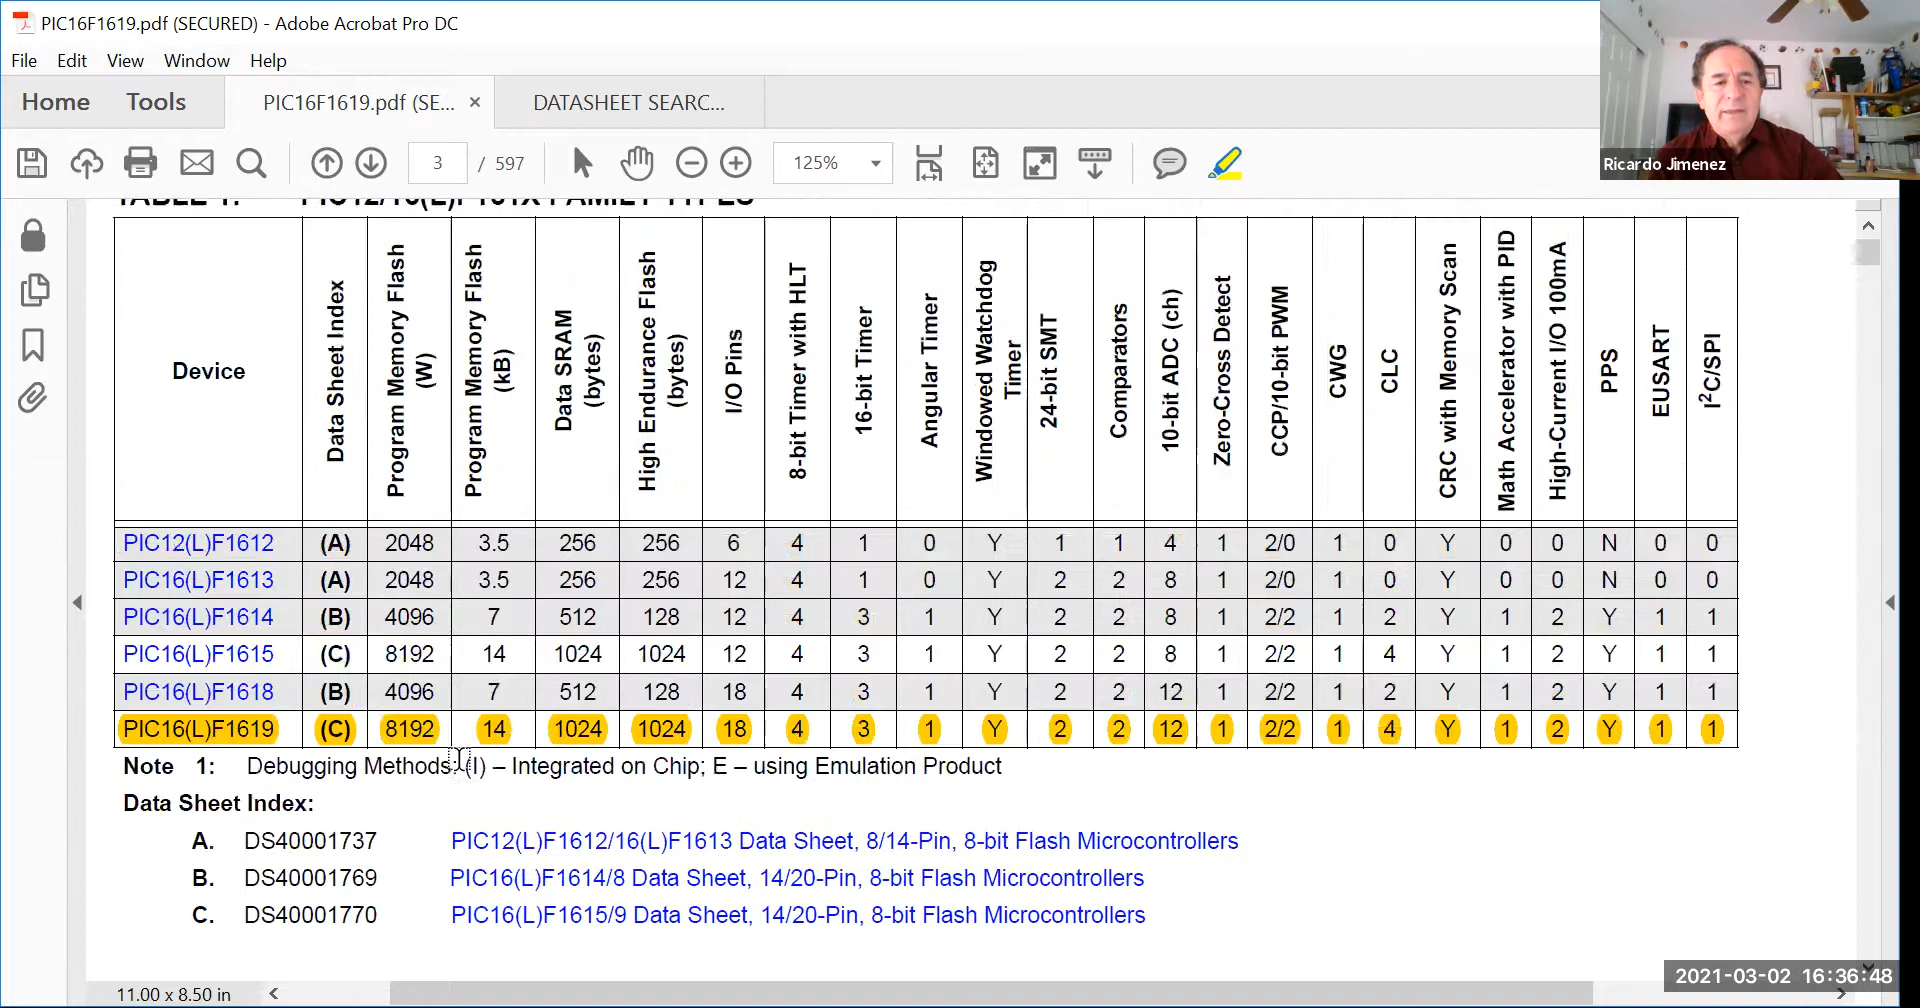 PIC16F1619.pdf (SECURED) - Adobe Acrobat Pro DC
File Edit View Window Help
Home Tools PIC16F1619.pdf (SE... × DATASHEET SEARC...
3 / 597 125%
Ricardo Jimenez
TABLE 1: PIC12/16(L)F161X FAMILY TYPES
Device
Data Sheet Index
Program Memory Flash (W)
Program Memory Flash (kB)
Data SRAM (bytes)
High Endurance Flash (bytes)
I/O Pins
8-bit Timer with HLT
16-bit Timer
Angular Timer
Windowed Watchdog Timer
24-bit SMT
Comparators
10-bit ADC (ch)
Zero-Cross Detect
CCP/10-bit PWM
CWG
CLC
CRC with Memory Scan
Math Accelerator with PID
High-Current I/O 100mA
PPS
EUSART
I²C/SPI
PIC12(L)F1612 (A) 2048 3.5 256 256 6 4 1 0 Y 1 1 4 1 2/0 1 0 Y 0 0 N 0 0
PIC16(L)F1613 (A) 2048 3.5 256 256 12 4 1 0 Y 2 2 8 1 2/0 1 0 Y 0 0 N 0 0
PIC16(L)F1614 (B) 4096 7 512 128 12 4 3 1 Y 2 2 8 1 2/2 1 2 Y 1 2 Y 1 1
PIC16(L)F1615 (C) 8192 14 1024 1024 12 4 3 1 Y 2 2 8 1 2/2 1 4 Y 1 2 Y 1 1
PIC16(L)F1618 (B) 4096 7 512 128 18 4 3 1 Y 2 2 12 1 2/2 1 2 Y 1 2 Y 1 1
PIC16(L)F1619 (C) 8192 14 1024 1024 18 4 3 1 Y 2 2 12 1 2/2 1 4 Y 1 2 Y 1 1
Note 1: Debugging Methods: (I) – Integrated on Chip; E – using Emulation Product
Data Sheet Index:
A. DS40001737 PIC12(L)F1612/16(L)F1613 Data Sheet, 8/14-Pin, 8-bit Flash Microcontrollers
B. DS40001769 PIC16(L)F1614/8 Data Sheet, 14/20-Pin, 8-bit Flash Microcontrollers
C. DS40001770 PIC16(L)F1615/9 Data Sheet, 14/20-Pin, 8-bit Flash Microcontrollers
2021-03-02 16:36:48
11.00 x 8.50 in